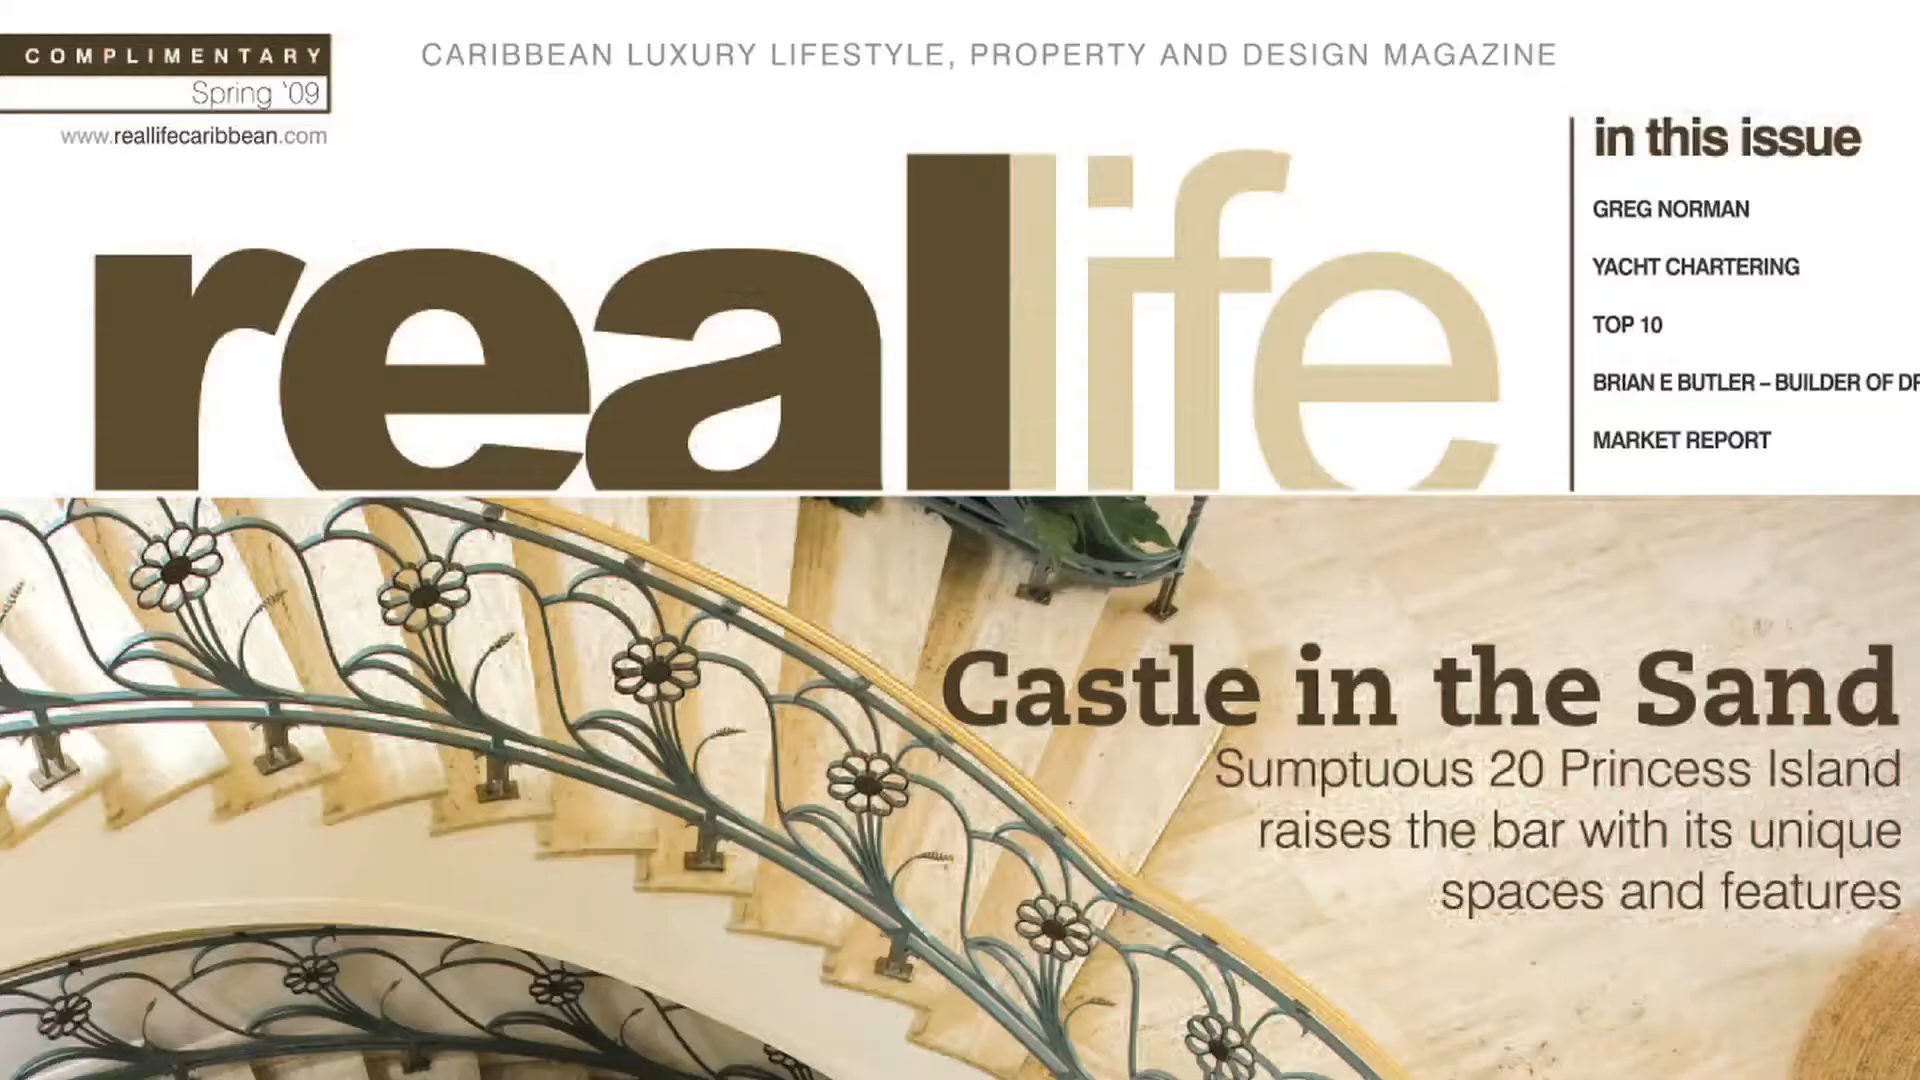 COMPLIMENTARY
Spring '09
www.reallifecaribbean.com
CARIBBEAN LUXURY LIFESTYLE, PROPERTY AND DESIGN MAGAZINE
reallife
in this issue
GREG NORMAN
YACHT CHARTERING
TOP 10
BRIAN E BUTLER – BUILDER OF
MARKET REPORT
Castle in the Sand
Sumptuous 20 Princess Island
raises the bar with its unique
spaces and features